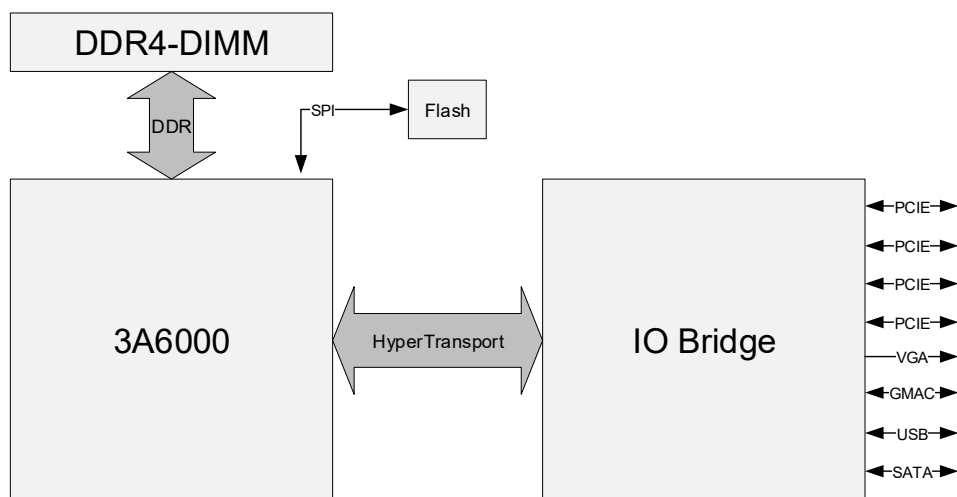 DDR4-DIMM
DDR
SPI
Flash
3A6000
HyperTransport
IO Bridge
PCIE
PCIE
PCIE
PCIE
VGA
GMAC
USB
SATA